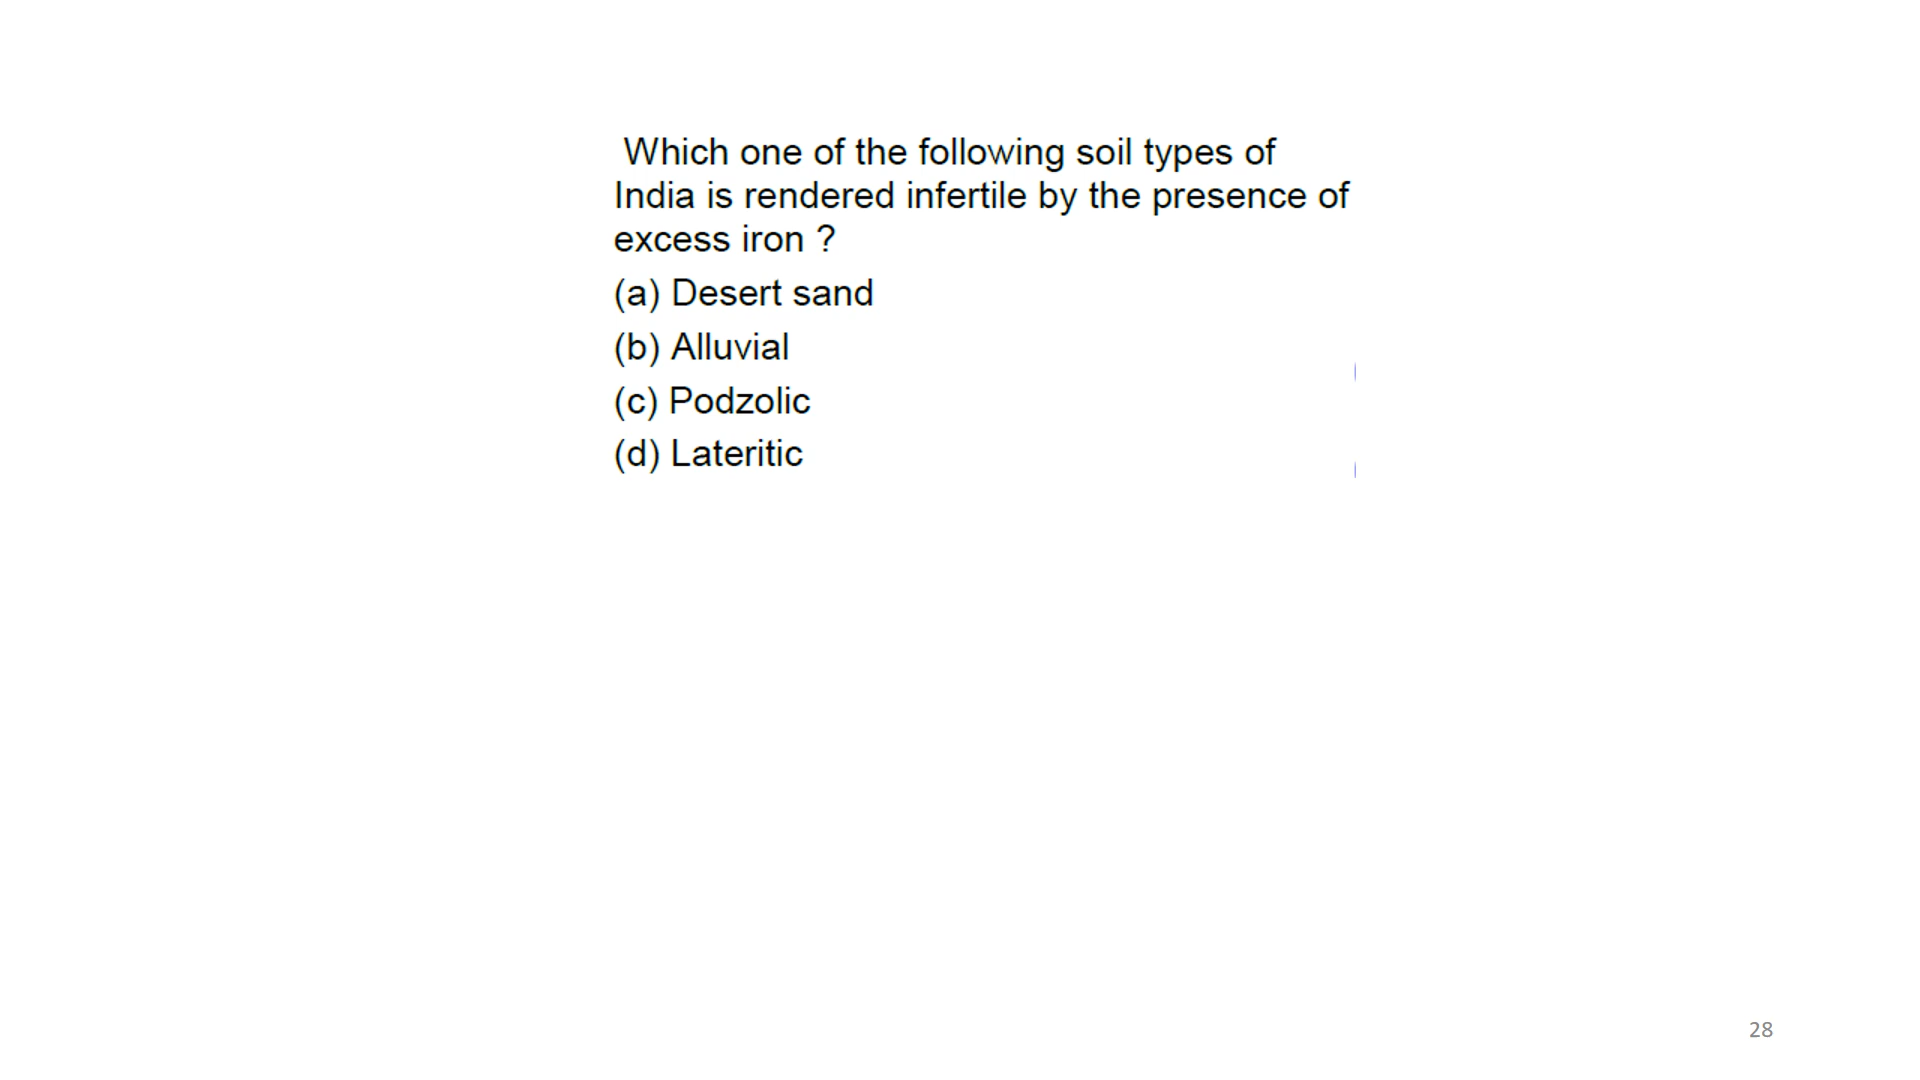 Which one of the following soil types of
India is rendered infertile by the presence of
excess iron ?
(a) Desert sand
(b) Alluvial
(c) Podzolic
(d) Lateritic
28